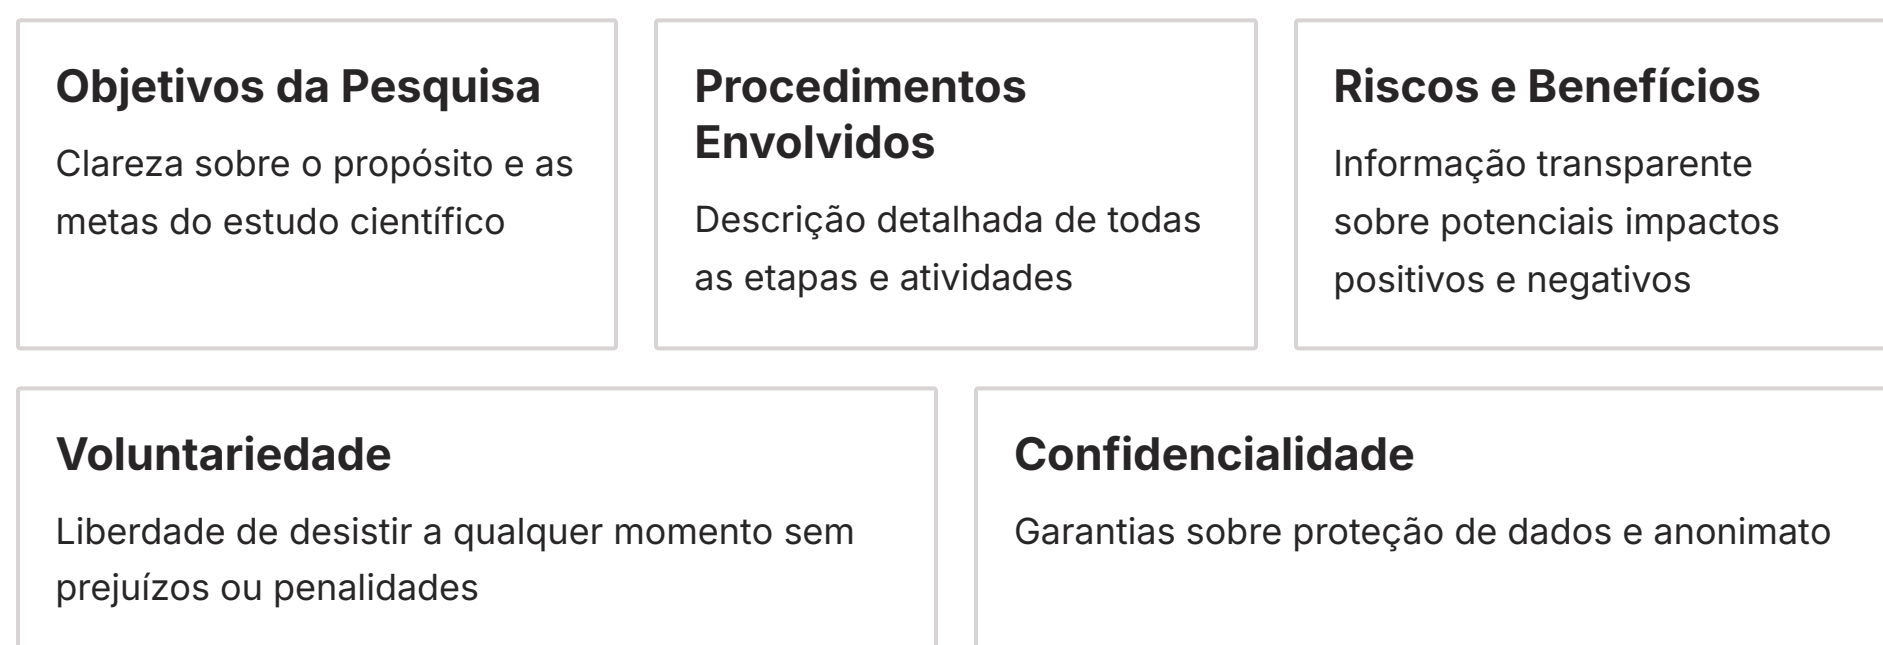 Objetivos da Pesquisa
Clareza sobre o propósito e as
metas do estudo científico
Procedimentos
Envolvidos
Descrição detalhada de todas
as etapas e atividades
Riscos e Benefícios
Informação transparente
sobre potenciais impactos
positivos e negativos
Voluntariedade
Liberdade de desistir a qualquer momento sem
prejuízos ou penalidades
Confidencialidade
Garantias sobre proteção de dados e anonimato